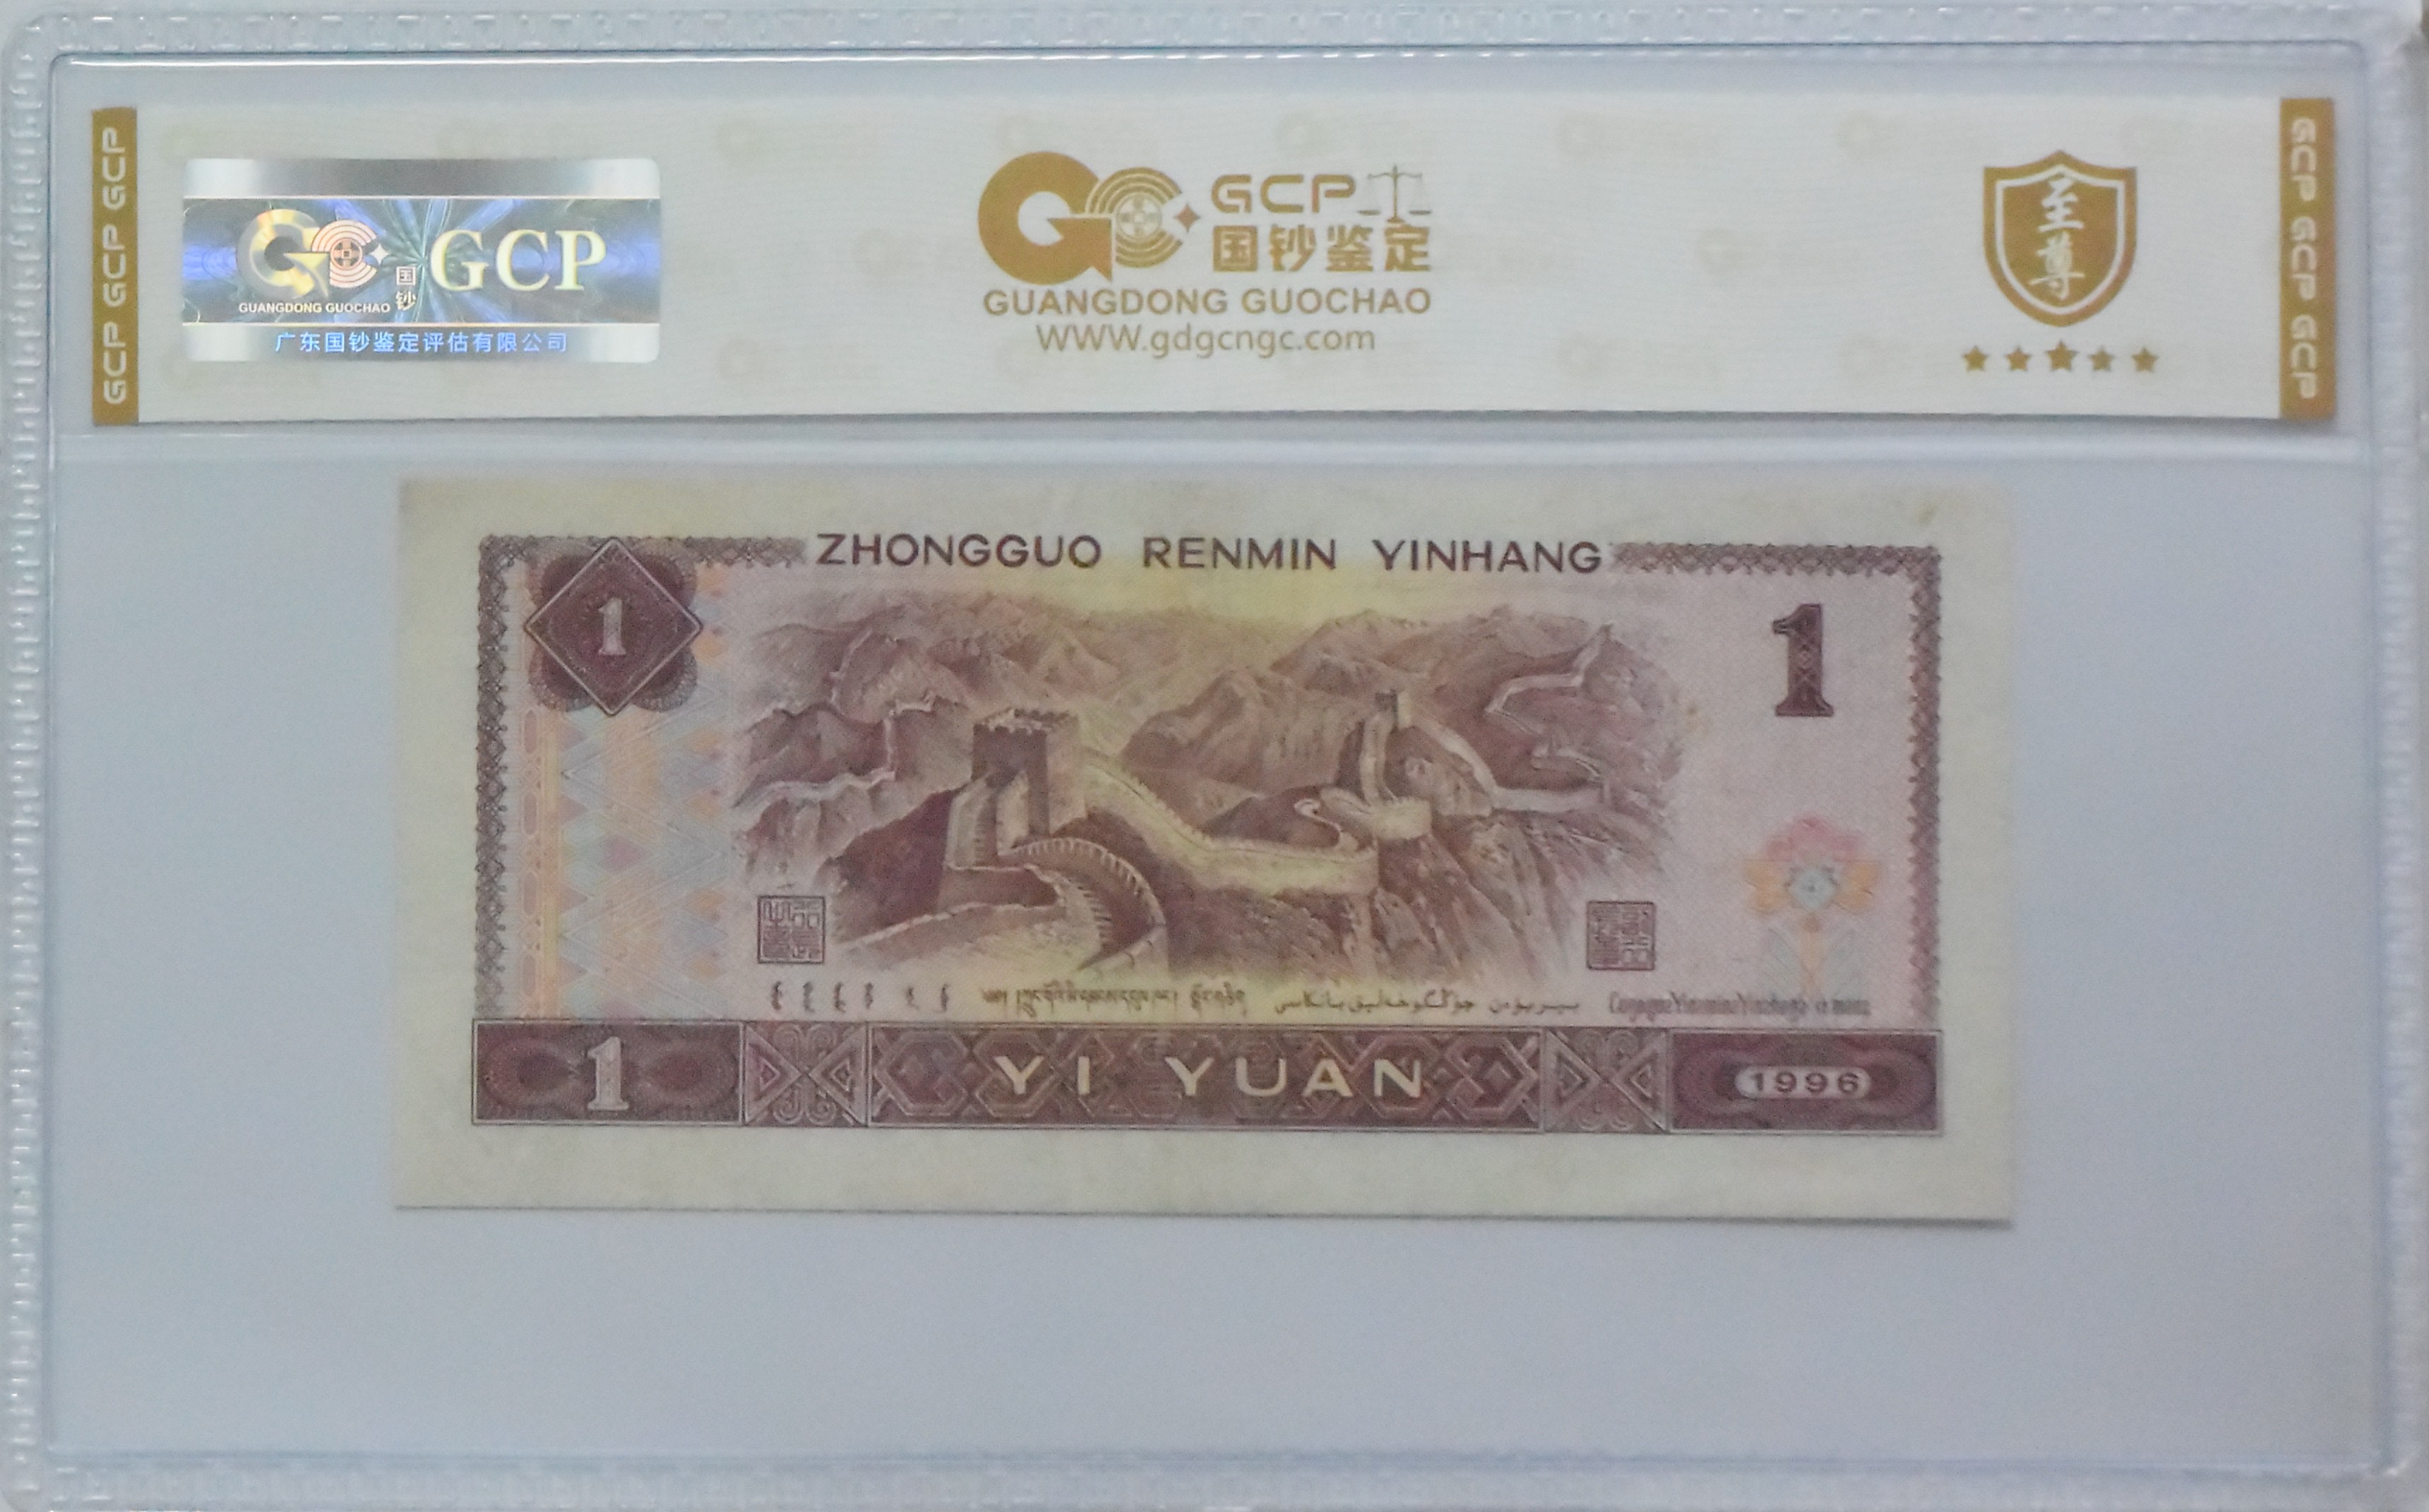 GCP GCP GCP
GCP
国
钞
GUANGDONG GUOCHAO
广东国钞鉴定评估有限公司
GCP
国钞鉴定
GUANGDONG GUOCHAO
WWW.gdgcngc.com
至
尊
GCP GCP GCP
ZHONGGUO RENMIN YINHANG
1
1
1
YI YUAN
1996